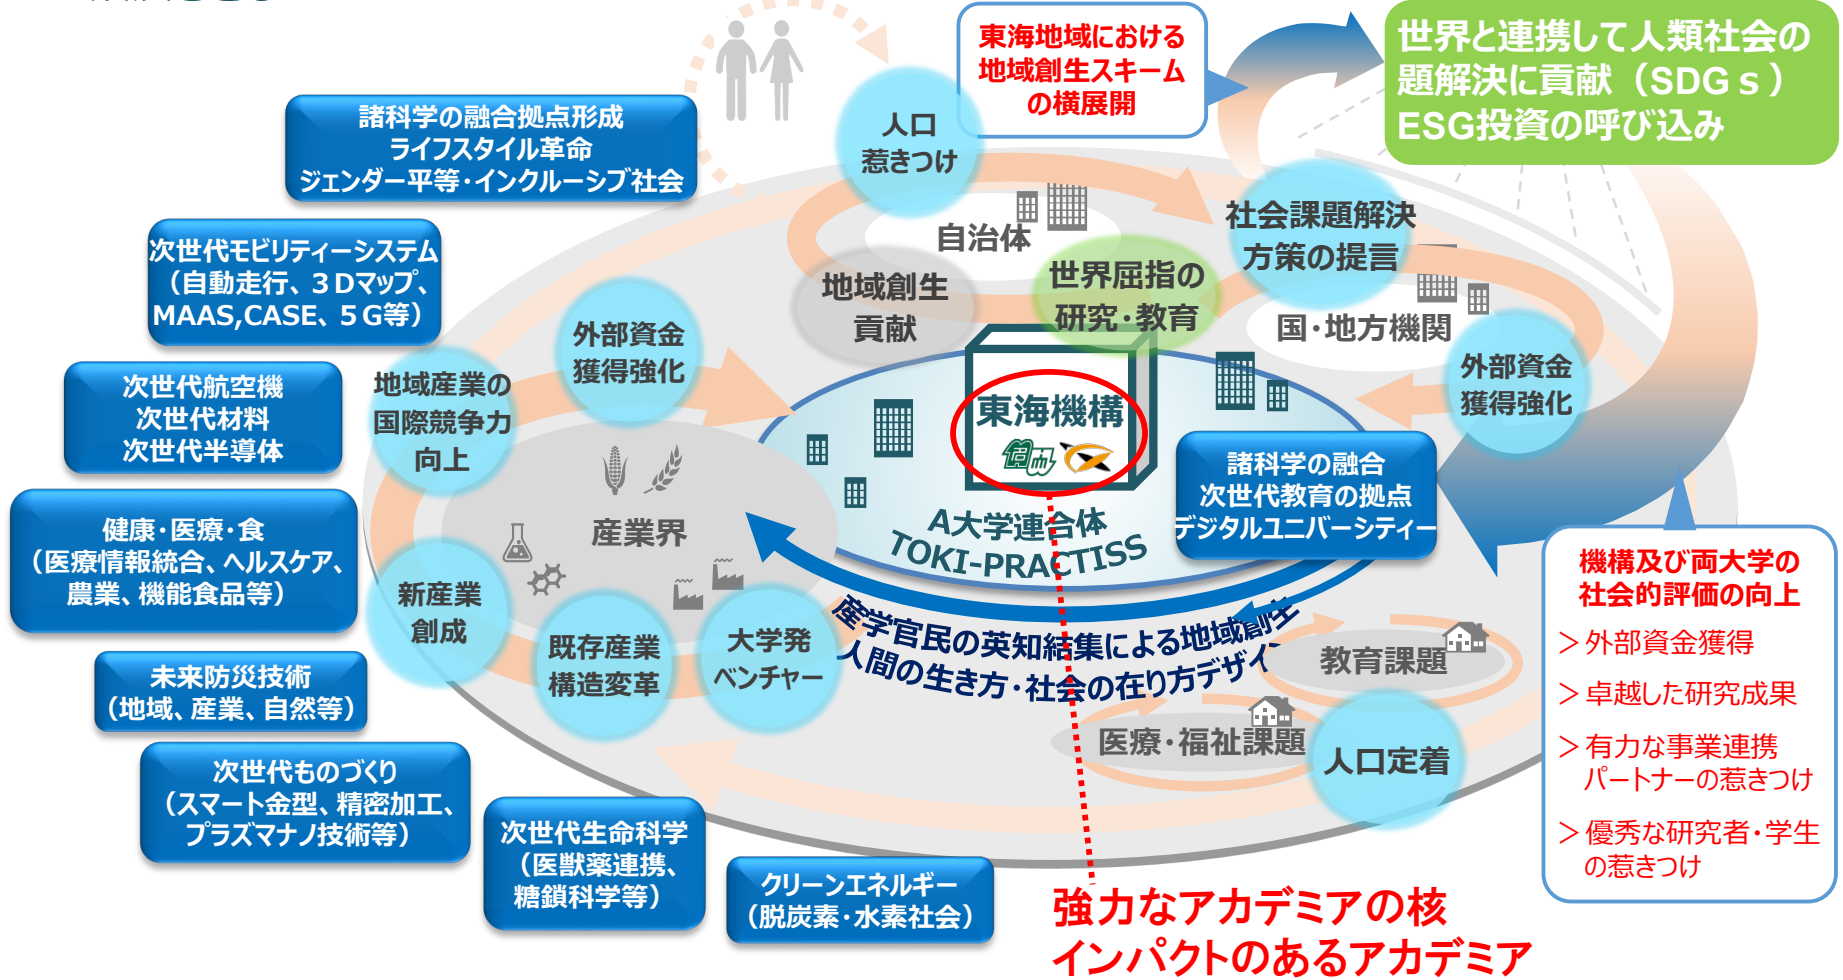 東海地域における
地域創生スキーム
の横展開
世界と連携して人類社会の
題解決に貢献（SDGｓ）
ESG投資の呼び込み
諸科学の融合拠点形成
ライフスタイル革命
ジェンダー平等・インクルーシブ社会
人口
惹きつけ
次世代モビリティーシステム
（自動走行、３Dマップ、
MAAS,CASE、５G等）
自治体
社会課題解決
方策の提言
地域創生
貢献
世界屈指の
研究・教育
国・地方機関
外部資金
獲得強化
外部資金
獲得強化
次世代航空機
次世代材料
次世代半導体
地域産業の
国際競争力
向上
東海機構
諸科学の融合
次世代教育の拠点
デジタルユニバーシティー
産業界
A大学連合体
TOKI-PRACTISS
健康・医療・食
（医療情報統合、ヘルスケア、
農業、機能食品等）
新産業
創成
既存産業
構造変革
大学発
ベンチャー
産学官民の英知結集による地域創生
人間の生き方・社会の在り方デザイン
教育課題
医療・福祉課題
人口定着
機構及び両大学の
社会的評価の向上
＞外部資金獲得
＞卓越した研究成果
＞有力な事業連携
パートナーの惹きつけ
＞優秀な研究者・学生
の惹きつけ
未来防災技術
（地域、産業、自然等）
次世代ものづくり
（スマート金型、精密加工、
プラズマナノ技術等）
次世代生命科学
（医獣薬連携、
糖鎖科学等）
クリーンエネルギー
（脱炭素・水素社会）
強力なアカデミアの核
インパクトのあるアカデミア